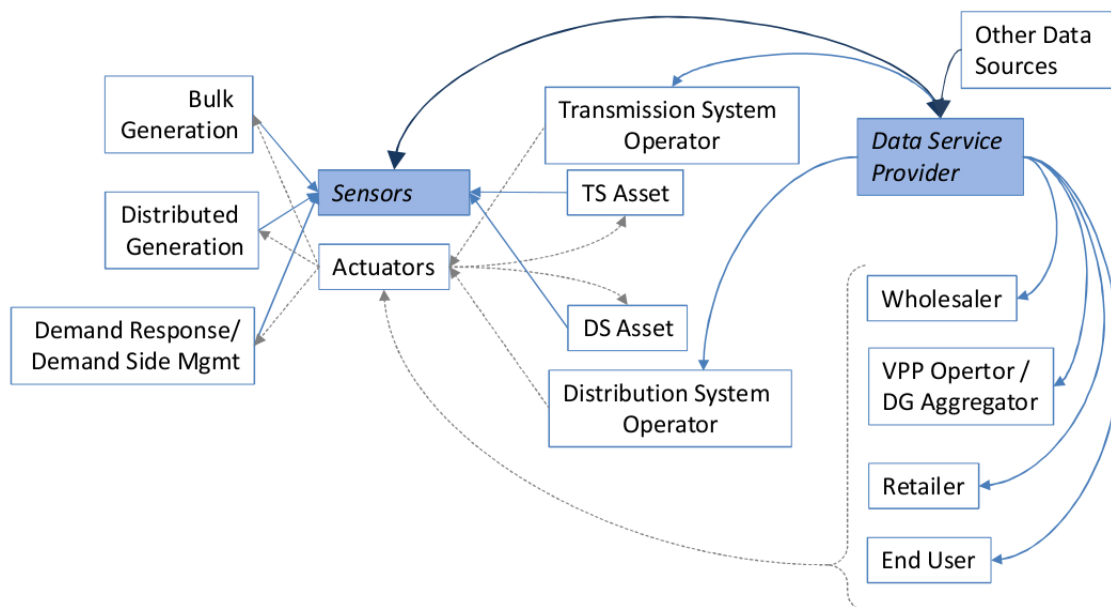 Other Data
Sources
Bulk
Generation
Transmission System
Operator
Data Service
Provider
Sensors
TS Asset
Distributed
Generation
Actuators
Wholesaler
DS Asset
Demand Response/
Demand Side Mgmt
VPP Opertor /
DG Aggregator
Distribution System
Operator
Retailer
End User